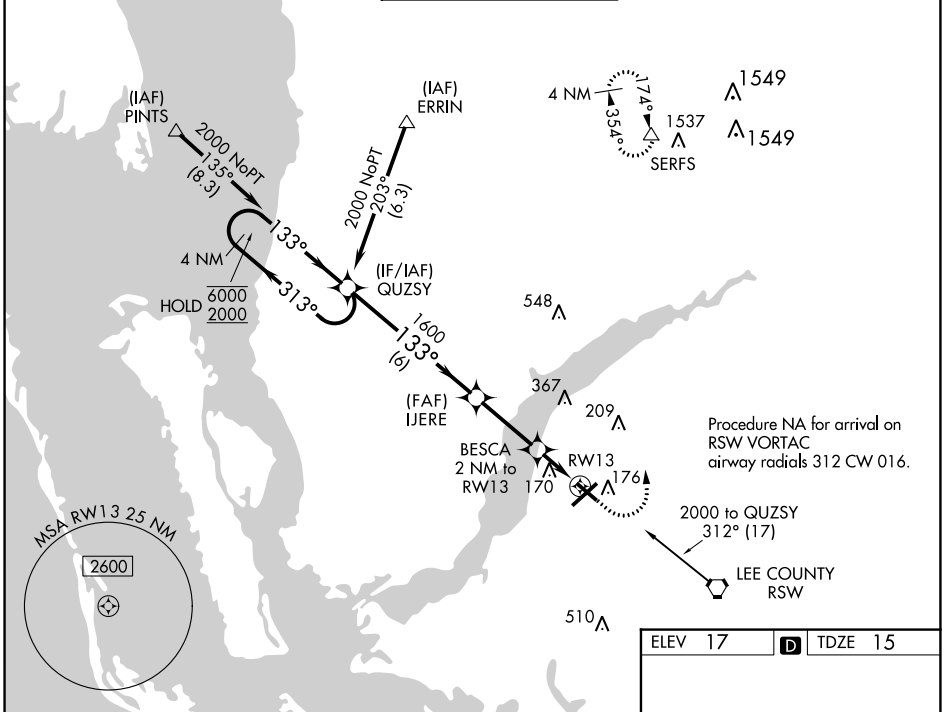 (IAF)
PINTS
2000 NoPT
135°
(8.3)
(IAF)
ERRIN
2000 NoPT
203°
(6.3)
4 NM
174°
354°
1537
SERFS
1549
1549
133°
4 NM
313°
HOLD
6000
2000
(IF/IAF)
QUZSY
1600
133°
(6)
548
(FAF)
IJERE
367
209
BESCA
2 NM to
RW13
170
RW13
176
Procedure NA for arrival on
RSW VORTAC
airway radials 312 CW 016.
2000 to QUZSY
312° (17)
LEE COUNTY
RSW
MSA RW13 25 NM
2600
510
ELEV 17
D
TDZE 15